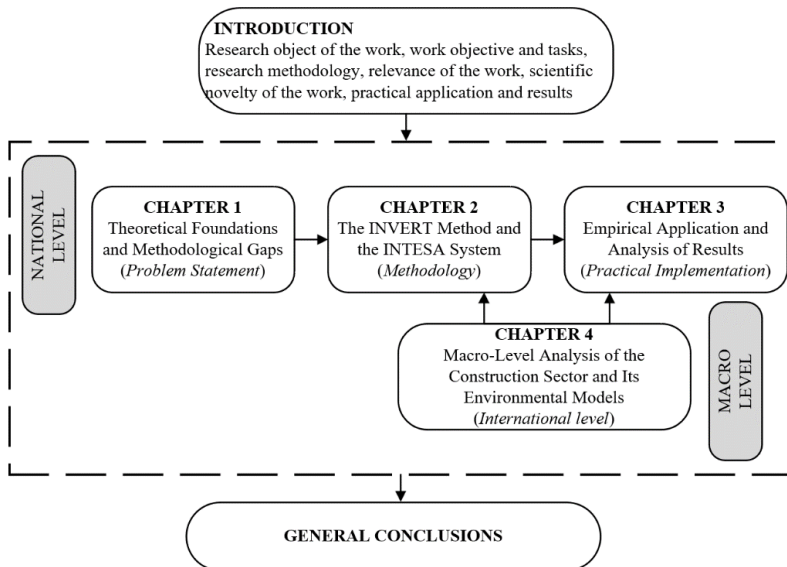 INTRODUCTION
Research object of the work, work objective and tasks,
research methodology, relevance of the work, scientific
novelty of the work, practical application and results
NATIONAL
LEVEL
CHAPTER 1
Theoretical Foundations
and Methodological Gaps
(Problem Statement)
CHAPTER 2
The INVERT Method and
the INTESA System
(Methodology)
CHAPTER 3
Empirical Application and
Analysis of Results
(Practical Implementation)
CHAPTER 4
Macro-Level Analysis of the
Construction Sector and Its
Environmental Models
(International level)
MACRO
LEVEL
GENERAL CONCLUSIONS